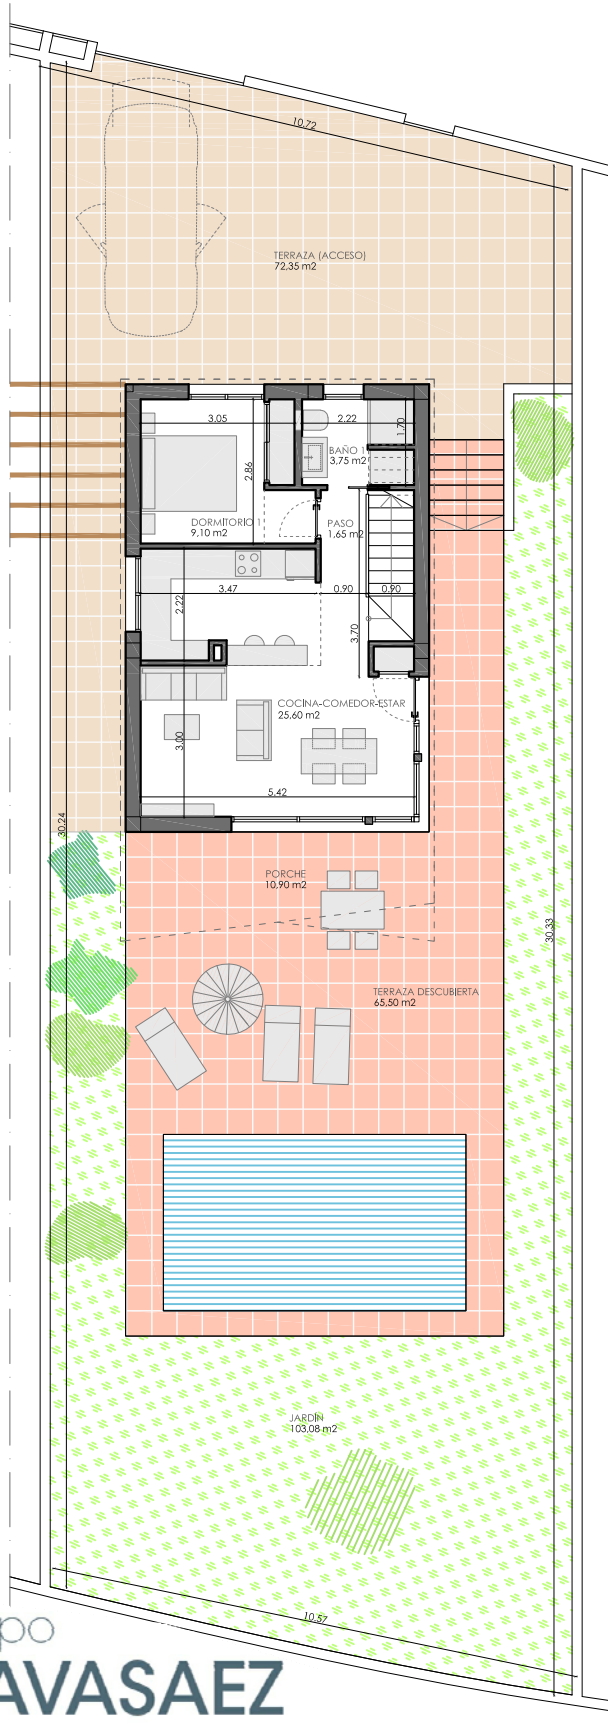 10.72
TERRAZA (ACCESO)
72,35 m2
3.05
2.22
1.70
BAÑO 1
3,75 m2
2.86
DORMITORIO 1
9,10 m2
PASO
1,65 m2
3.47
0.90
0.90
2.22
3.70
COCINA-COMEDOR-ESTAR
25,60 m2
3.00
5.42
30.24
PORCHE
10,90 m2
30.33
TERRAZA DESCUBIERTA
65,50 m2
JARDÍN
103,08 m2
10.57
po
AVASAEZ